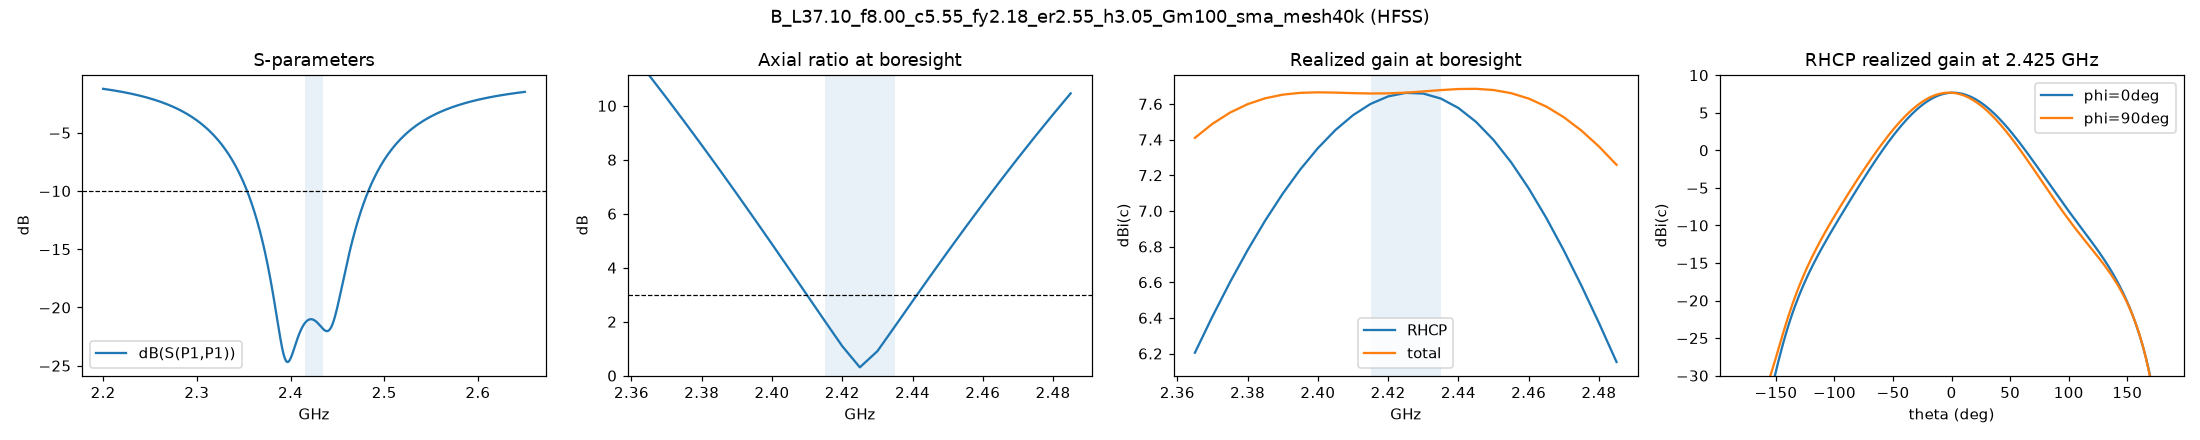 B_L37.10_f8.00_c5.55_fy2.18_er2.55_h3.05_Gm100_sma_mesh40k (HFSS)
S-parameters
dB
−5
−10
−15
−20
−25
2.2 2.3 2.4 2.5 2.6
GHz
dB(S(P1,P1))
Axial ratio at boresight
dB
10
8
6
4
2
0
2.36 2.38 2.40 2.42 2.44 2.46 2.48
GHz
Realized gain at boresight
dBi(c)
7.6
7.4
7.2
7.0
6.8
6.6
6.4
6.2
2.36 2.38 2.40 2.42 2.44 2.46 2.48
GHz
RHCP
total
RHCP realized gain at 2.425 GHz
dBi(c)
10
5
0
−5
−10
−15
−20
−25
−30
−150 −100 −50 0 50 100 150
theta (deg)
phi=0deg
phi=90deg